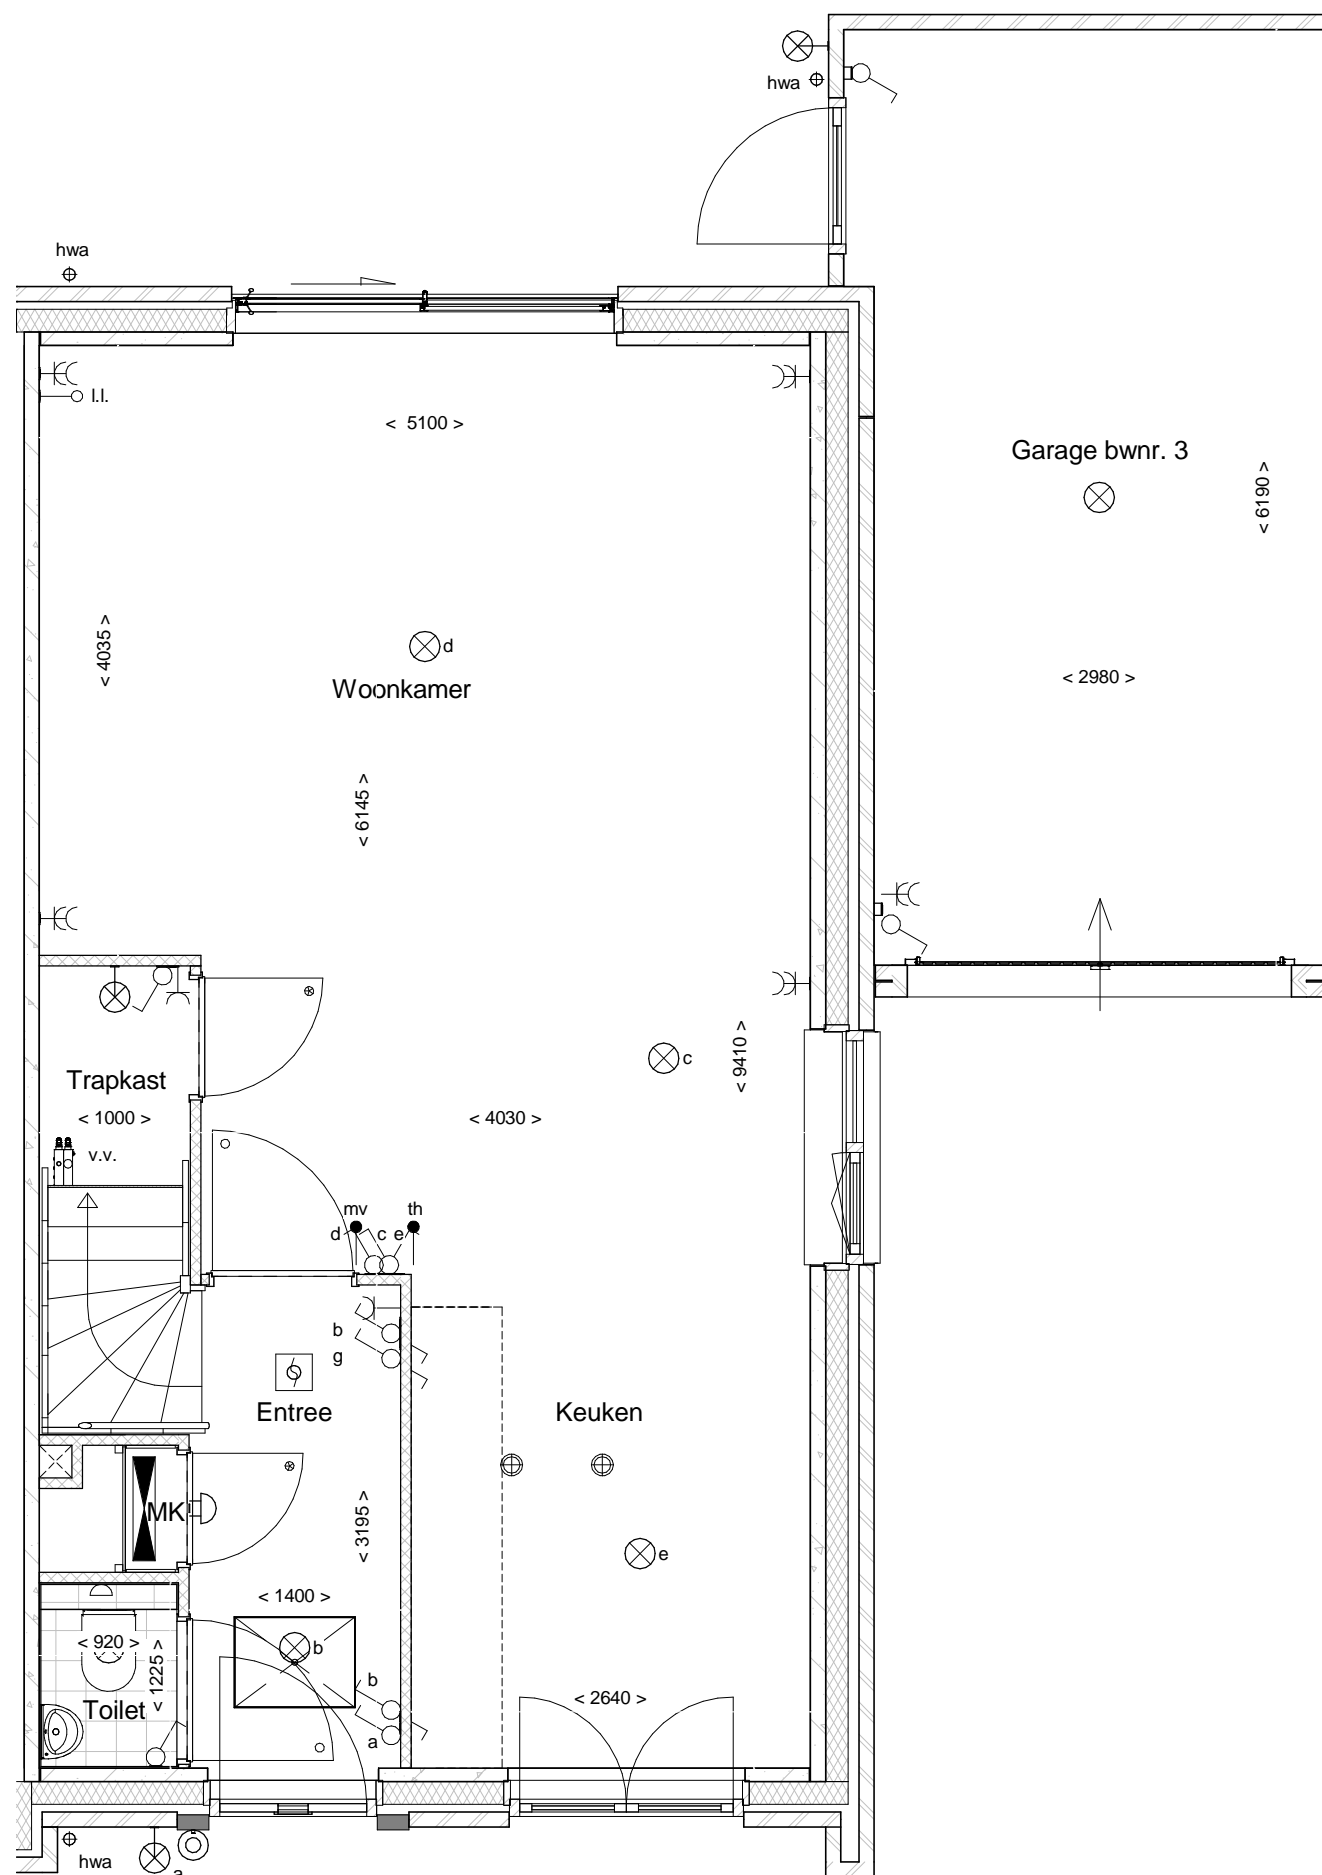 hwa
hwa
l.l.
< 5100 >
Garage bwnr. 3
< 6190 >
< 4035 >
d
Woonkamer
< 2980 >
< 6145 >
< 9410 >
c
Trapkast
< 1000 >
< 4030 >
v.v.
mv
th
d
c
e
b
g
Entree
Keuken
MK
< 3195 >
e
< 1400 >
< 920 >
< 1225 >
b
b
< 2640 >
Toilet
a
hwa
a